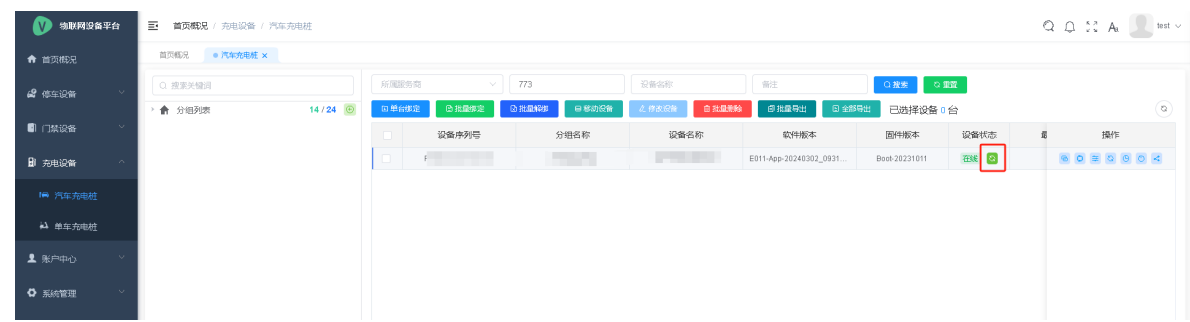 物联网设备平台
首页概况 / 充电设备 / 汽车充电桩
test
首页概况
汽车充电桩 ×
首页概况
停车设备
门禁设备
充电设备
汽车充电桩
单车充电桩
账户中心
系统管理
搜索关键词
分组列表 14 / 24
所属服务商 773 设备名称 备注 搜索 重置
单台绑定 批量绑定 批量解绑 移动设备 修改设备 批量删除 批量导出 全部导出 已选择设备 0 台
设备序列号 分组名称 设备名称 软件版本 固件版本 设备状态 操作
E011-App-20240302_0931... Boot-20231011 在线